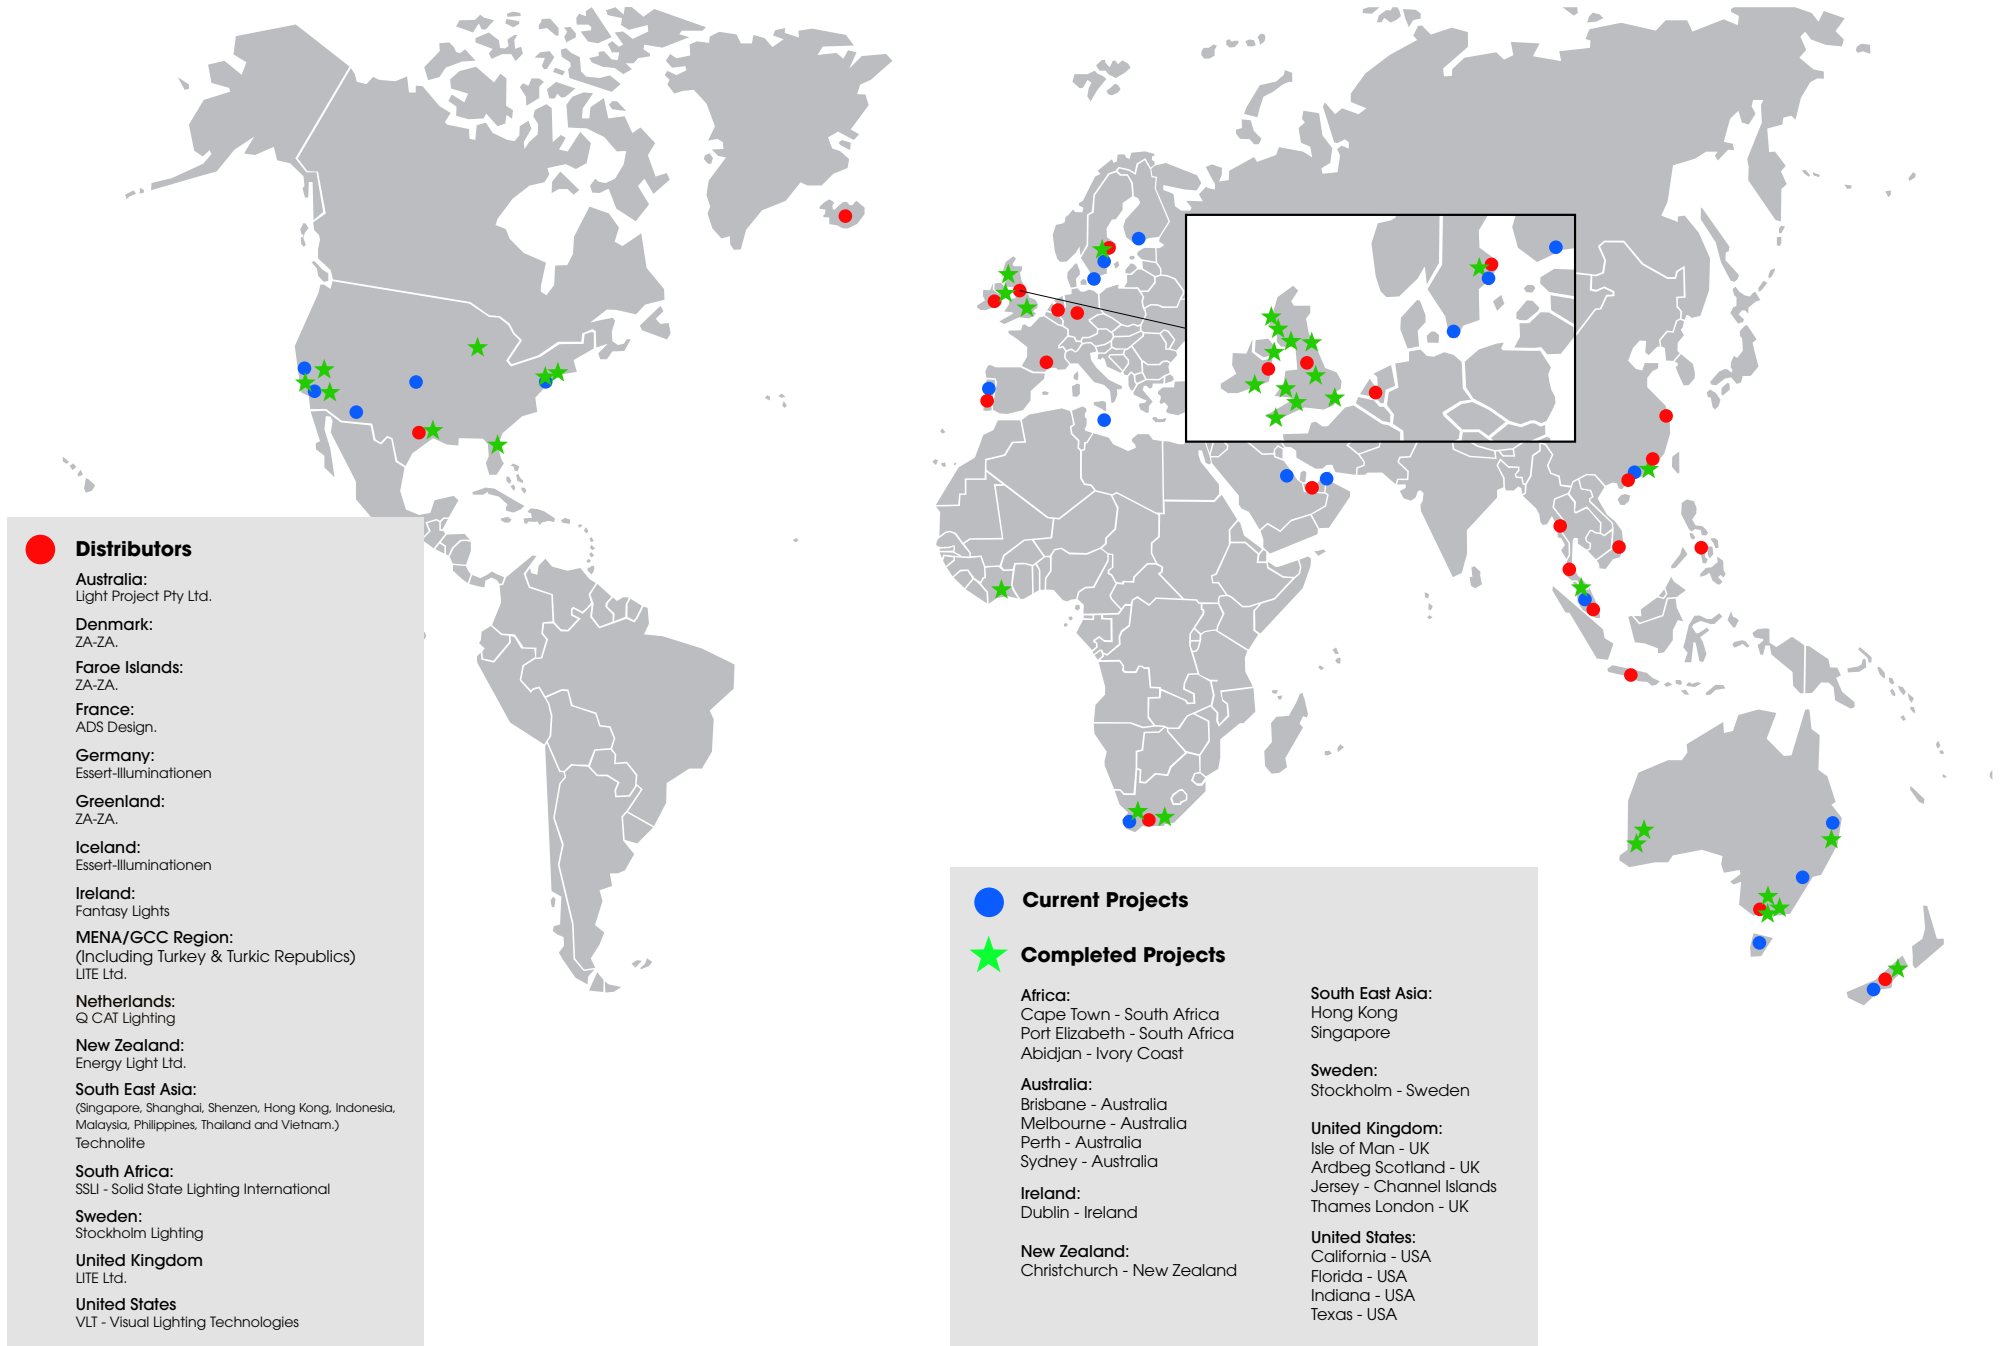 Distributors
Australia:
Light Project Pty Ltd.
Denmark:
ZA-ZA.
Faroe Islands:
ZA-ZA.
France:
ADS Design.
Germany:
Essert-Illuminationen
Greenland:
ZA-ZA.
Iceland:
Essert-Illuminationen
Ireland:
Fantasy Lights
MENA/GCC Region:
(Including Turkey & Turkic Republics)
LITE Ltd.
Netherlands:
Q CAT Lighting
New Zealand:
Energy Light Ltd.
South East Asia:
(Singapore, Shanghai, Shenzen, Hong Kong, Indonesia,
Malaysia, Philippines, Thailand and Vietnam.)
Technolite
South Africa:
SSLI - Solid State Lighting International
Sweden:
Stockholm Lighting
United Kingdom
LITE Ltd.
United States
VLT - Visual Lighting Technologies
Current Projects
Completed Projects
Africa:
Cape Town - South Africa
Port Elizabeth - South Africa
Abidjan - Ivory Coast
Australia:
Brisbane - Australia
Melbourne - Australia
Perth - Australia
Sydney - Australia
Ireland:
Dublin - Ireland
New Zealand:
Christchurch - New Zealand
South East Asia:
Hong Kong
Singapore
Sweden:
Stockholm - Sweden
United Kingdom:
Isle of Man - UK
Ardbeg Scotland - UK
Jersey - Channel Islands
Thames London - UK
United States:
California - USA
Florida - USA
Indiana - USA
Texas - USA